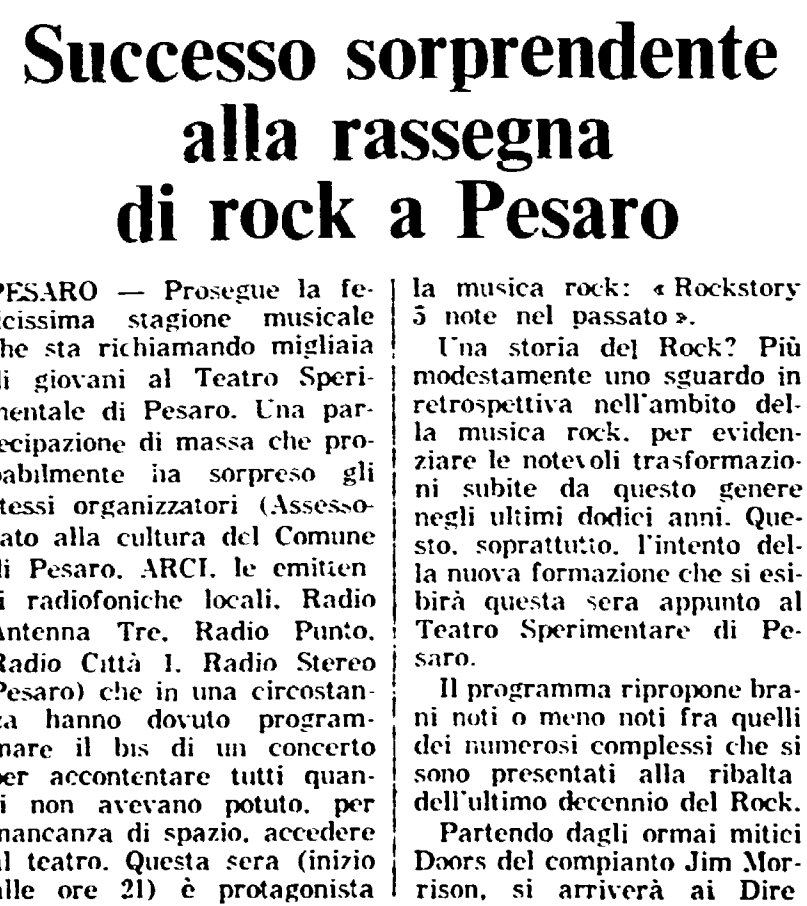 Successo sorprendente
alla rassegna
di rock a Pesaro
PESARO — Prosegue la fe-
icissima stagione musicale
he sta richiamando migliaia
di giovani al Teatro Speri-
mentale di Pesaro. Una par-
ecipazione di massa che pro-
babilmente ha sorpreso gli
tessi organizzatori (Assesso-
ato alla cultura del Comune
di Pesaro, ARCI, le emitten
i radiofoniche locali. Radio
Antenna Tre, Radio Punto,
Radio Città 1, Radio Stereo
Pesaro) che in una circostan-
za hanno dovuto program-
mare il bis di un concerto
per accontentare tutti quan-
i non avevano potuto, per
mancanza di spazio, accedere
al teatro. Questa sera (inizio
alle ore 21) è protagonista
la musica rock: « Rockstory
5 note nel passato ».
Una storia del Rock? Più
modestamente uno sguardo in
retrospettiva nell'ambito del-
la musica rock, per eviden-
ziare le notevoli trasformazio-
ni subite da questo genere
negli ultimi dodici anni. Que-
sto, soprattutto, l'intento del-
la nuova formazione che si esi-
birà questa sera appunto al
Teatro Sperimentare di Pe-
saro.
Il programma ripropone bra-
ni noti o meno noti fra quelli
dei numerosi complessi che si
sono presentati alla ribalta
dell'ultimo decennio del Rock.
Partendo dagli ormai mitici
Doors del compianto Jim Mor-
rison, si arriverà ai Dire